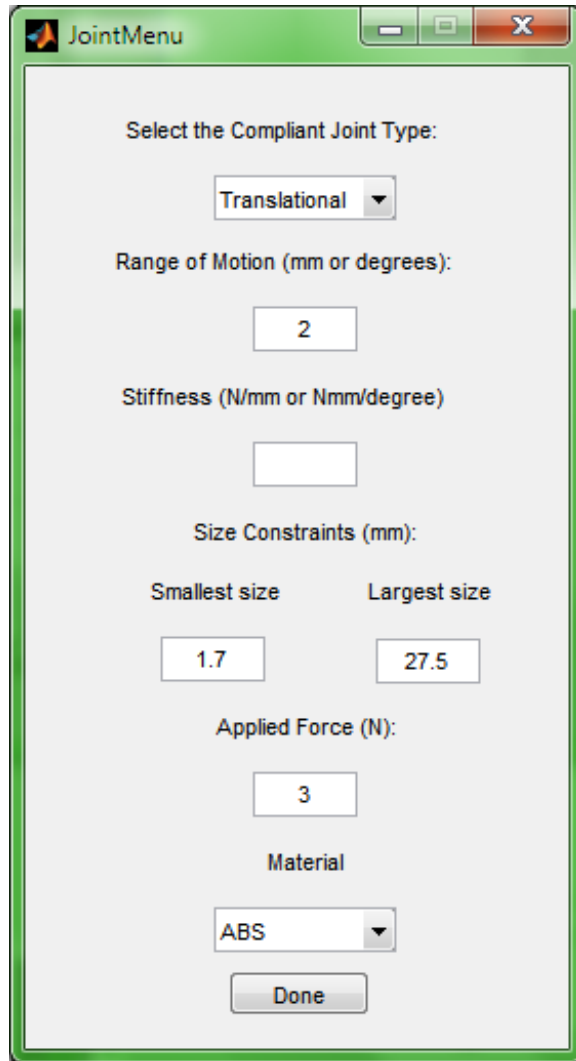 JointMenu
Select the Compliant Joint Type:
Translational
Range of Motion (mm or degrees):
2
Stiffness (N/mm or Nmm/degree)
Size Constraints (mm):
Smallest size Largest size
1.7 27.5
Applied Force (N):
3
Material
ABS
Done